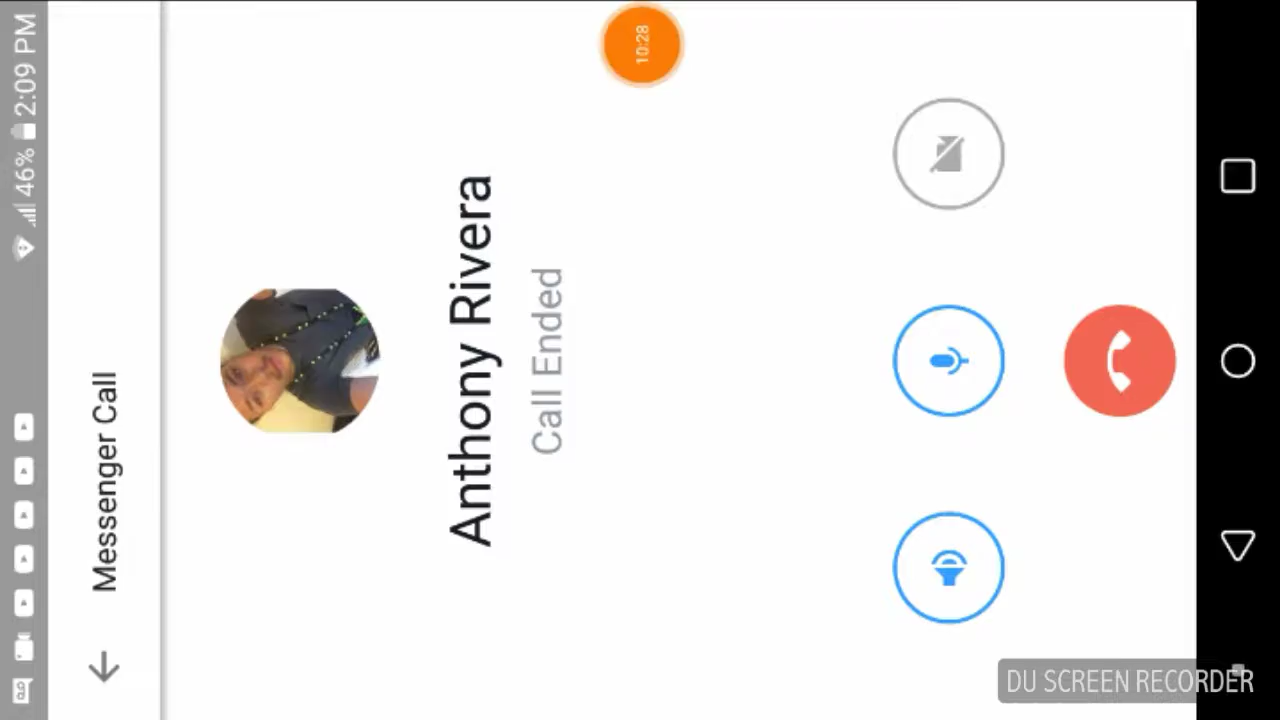 46% 2:09 PM
Messenger Call
10:28
Anthony Rivera
Call Ended
DU SCREEN RECORDER